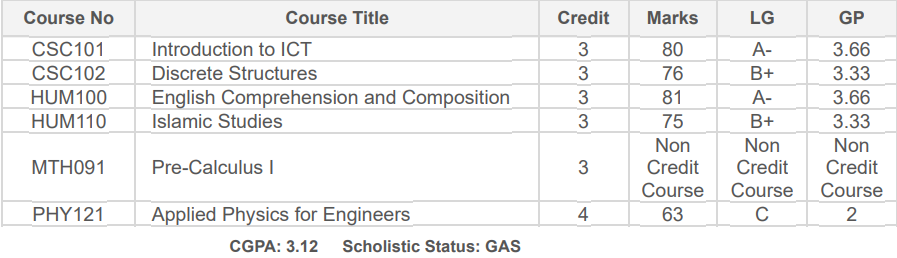 Course No Course Title Credit Marks LG GP
CSC101 Introduction to ICT 3 80 A- 3.66
CSC102 Discrete Structures 3 76 B+ 3.33
HUM100 English Comprehension and Composition 3 81 A- 3.66
HUM110 Islamic Studies 3 75 B+ 3.33
MTH091 Pre-Calculus I 3 Non Credit Course Non Credit Course Non Credit Course
PHY121 Applied Physics for Engineers 4 63 C 2
CGPA: 3.12 Scholistic Status: GAS